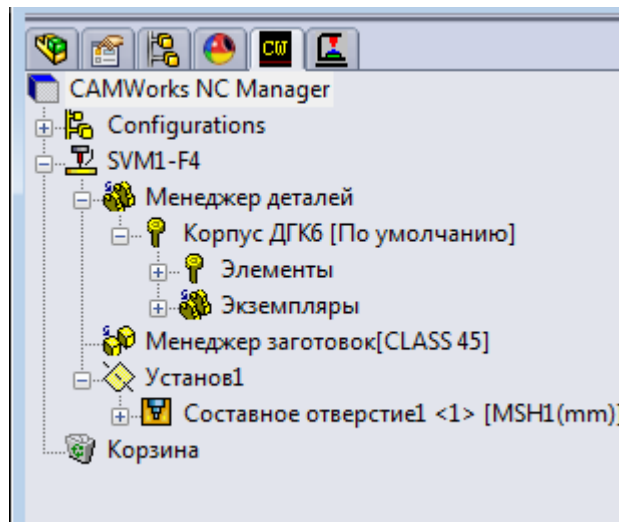 CW
CAMWorks NC Manager
Configurations
SVM1-F4
Менеджер деталей
Корпус ДГК6 [По умолчанию]
Элементы
Экземпляры
Менеджер заготовок[CLASS 45]
Установ1
Составное отверстие1 <1> [MSH1(mm)]
Корзина